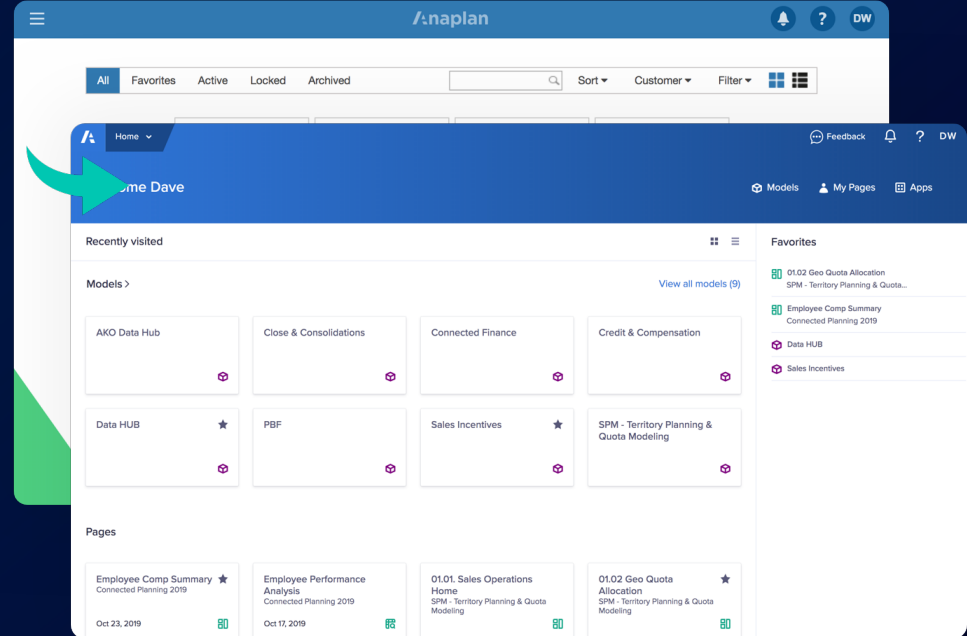 Anaplan
?
DW
All Favorites Active Locked Archived Sort Customer Filter
Home Feedback ? DW
me Dave Models My Pages Apps
Recently visited
Favorites
Models >
View all models (9)
01.02 Geo Quota Allocation
SPM - Territory Planning & Quota...
Employee Comp Summary
Connected Planning 2019
Data HUB
Sales Incentives
AKO Data Hub
Close & Consolidations
Connected Finance
Credit & Compensation
Data HUB
PBF
Sales Incentives
SPM - Territory Planning &
Quota Modeling
Pages
Employee Comp Summary
Connected Planning 2019
Oct 23, 2019
Employee Performance
Analysis
Connected Planning 2019
Oct 17, 2019
01.01. Sales Operations
Home
SPM - Territory Planning & Quota
Modeling
01.02 Geo Quota
Allocation
SPM - Territory Planning & Quota
Modeling